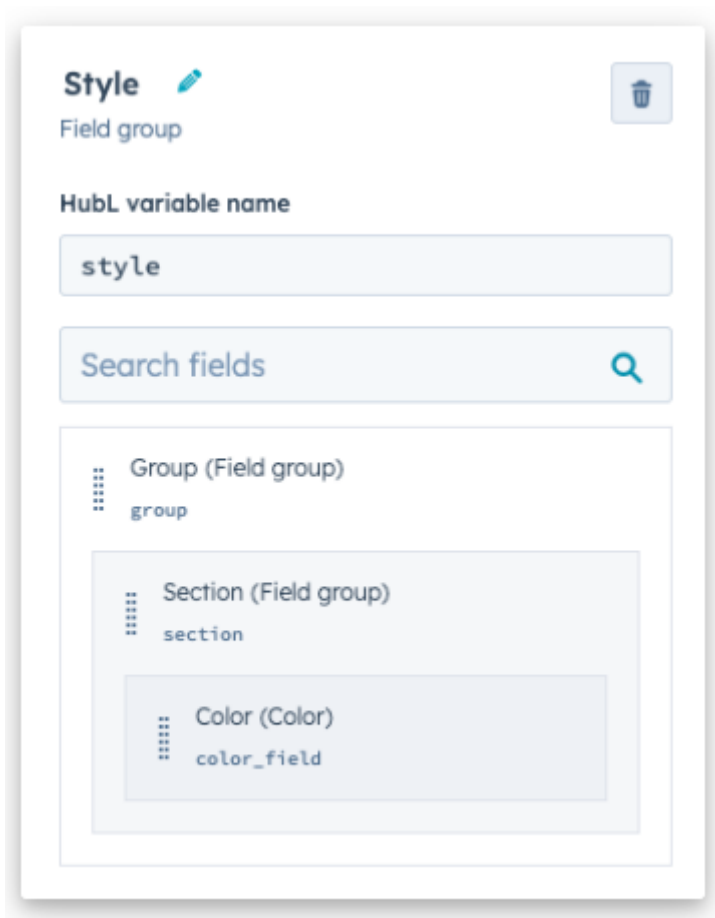 Style
Field group
HubL variable name
style
Search fields
Group (Field group)
group
Section (Field group)
section
Color (Color)
color_field